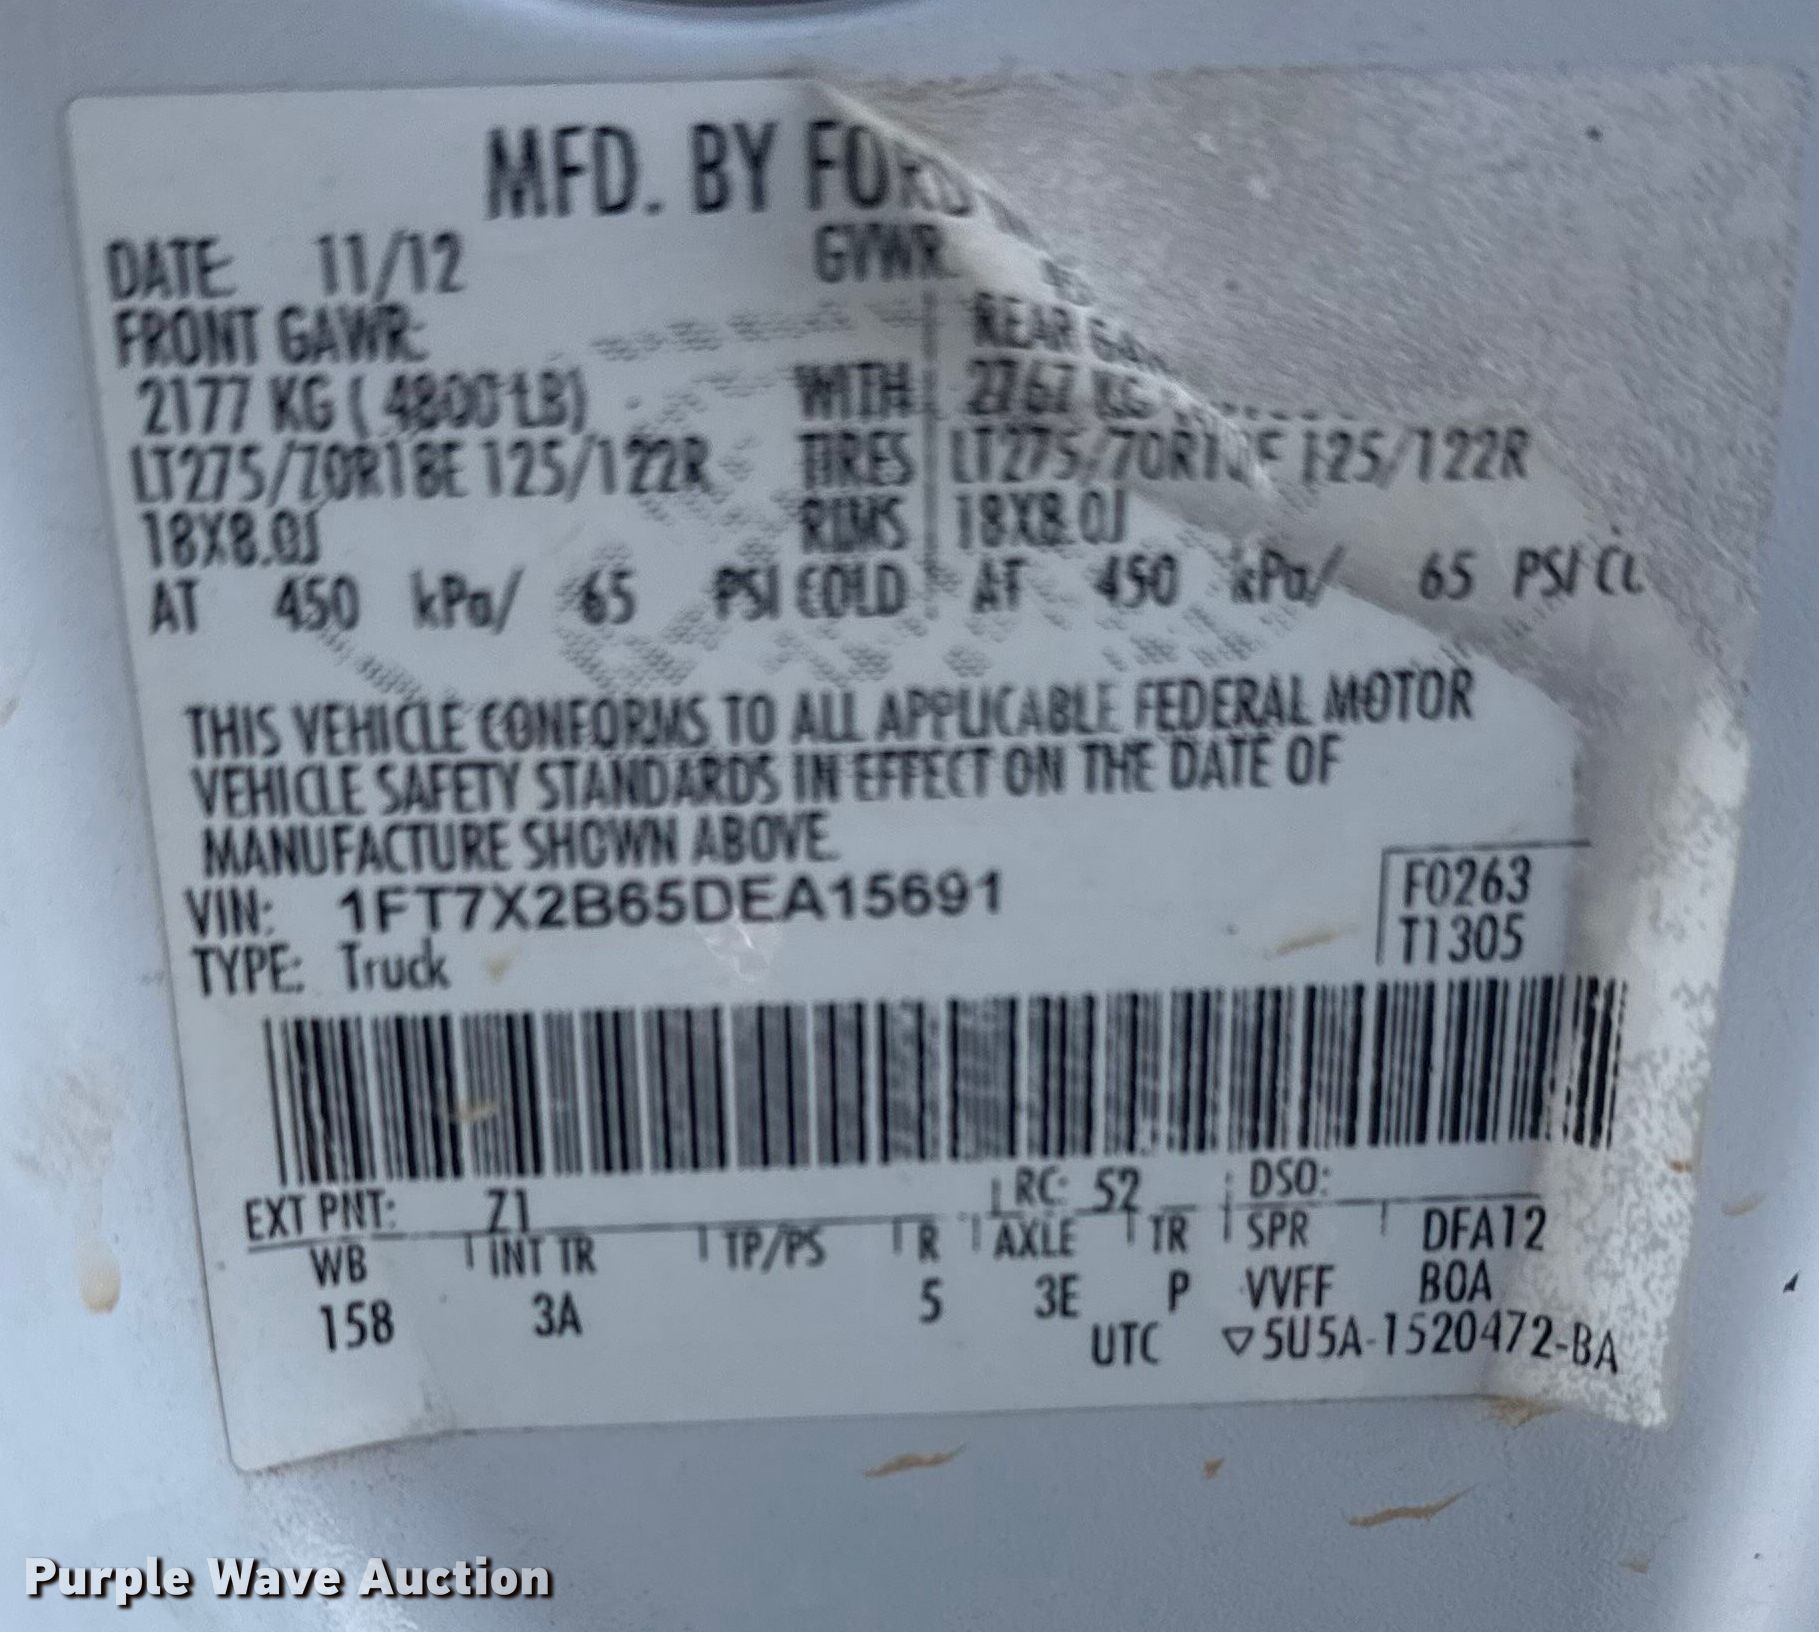 MFD. BY FORD
DATE: 11/12 GVWR
FRONT GAWR: REAR
2177 KG ( 4800 LB) WITH 2767 KG
LT275/70R18E 125/122R TIRES LT275/70R18E 125/122R
18X8.0J RIMS 18X8.0J
AT 450 kPa/ 65 PSI COLD AT 450 kPa/ 65 PSI
THIS VEHICLE CONFORMS TO ALL APPLICABLE FEDERAL MOTOR
VEHICLE SAFETY STANDARDS IN EFFECT ON THE DATE OF
MANUFACTURE SHOWN ABOVE.
VIN: 1FT7X2B65DEA15691 F0263
TYPE: Truck T1305
EXT PNT: Z1 RC: 52 DSO:
WB INT TR TP/PS R AXLE TR SPR DFA12
158 3A 5 3E P VVFF BOA
UTC ▽5U5A-1520472-BA
Purple Wave Auction